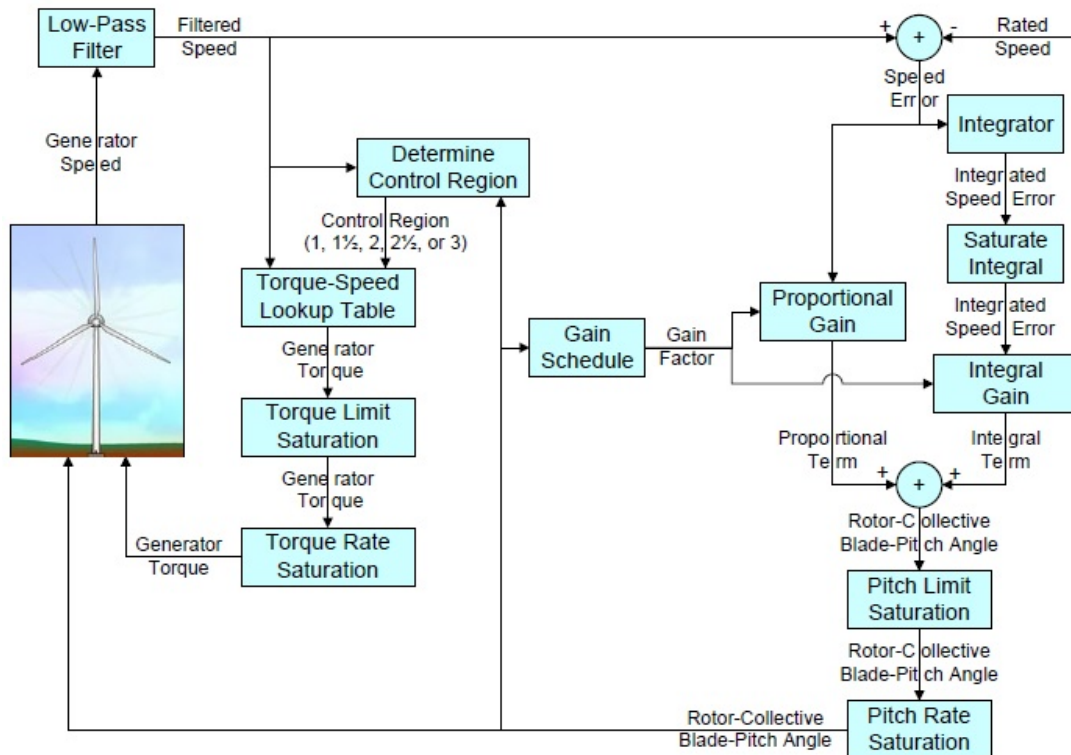 Low-Pass
Filter
Filtered
Speed
+
+
-
Rated
Speed
Speed
Error
Generator
Speed
Determine
Control Region
Integrator
Integrated
Speed Error
Control Region
(1, 1½, 2, 2½, or 3)
Saturate
Integral
Torque-Speed
Lookup Table
Proportional
Gain
Integrated
Speed Error
Gain
Schedule
Gain
Factor
Generator
Torque
Integral
Gain
Torque Limit
Saturation
Proportional
Term
Integral
Term
+
+
+
Generator
Torque
Rotor-Collective
Blade-Pitch Angle
Generator
Torque
Torque Rate
Saturation
Pitch Limit
Saturation
Rotor-Collective
Blade-Pitch Angle
Rotor-Collective
Blade-Pitch Angle
Pitch Rate
Saturation